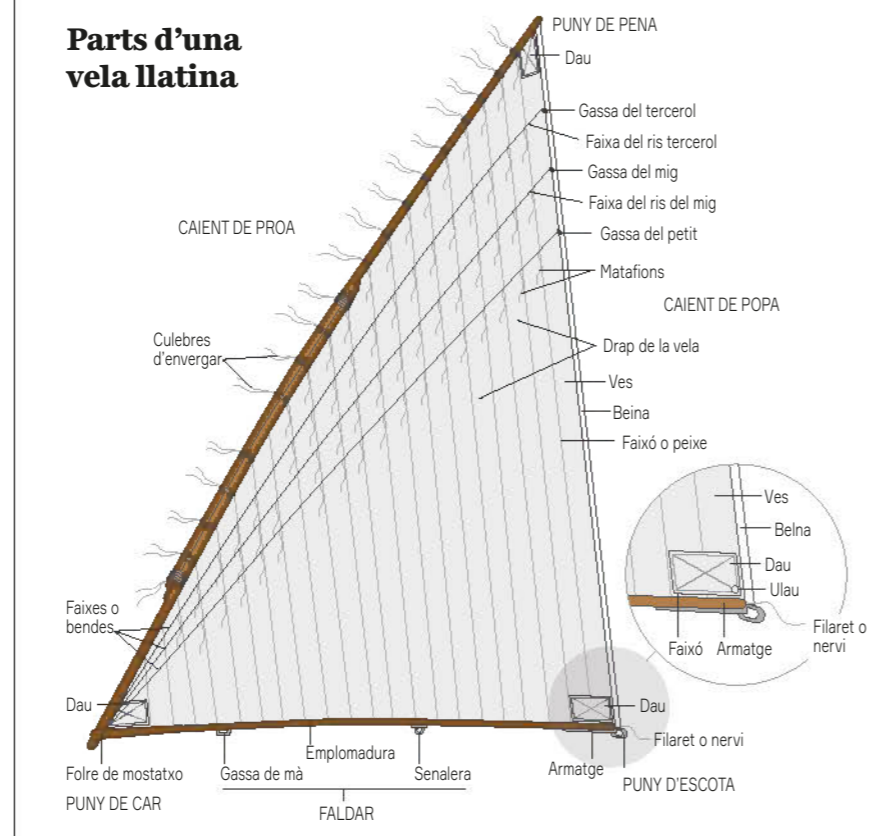 Parts d'una
vela llatina
PUNY DE PENA
Dau
Gassa del tercerol
Faixa del ris tercerol
Gassa del mig
Faixa del ris del mig
Gassa del petit
Matafions
CAIENT DE PROA
CAIENT DE POPA
Culebres
d'envergar
Drap de la vela
Ves
Beina
Faixó o peixe
Ves
Belna
Dau
Ulau
Filaret o
nervi
Faixó
Armatge
Faixes o
bendes
Dau
Dau
Filaret o nervi
Folre de mostatxo
Gassa de mà
Emplomadura
Senalera
Armatge
PUNY D'ESCOTA
PUNY DE CAR
FALDAR